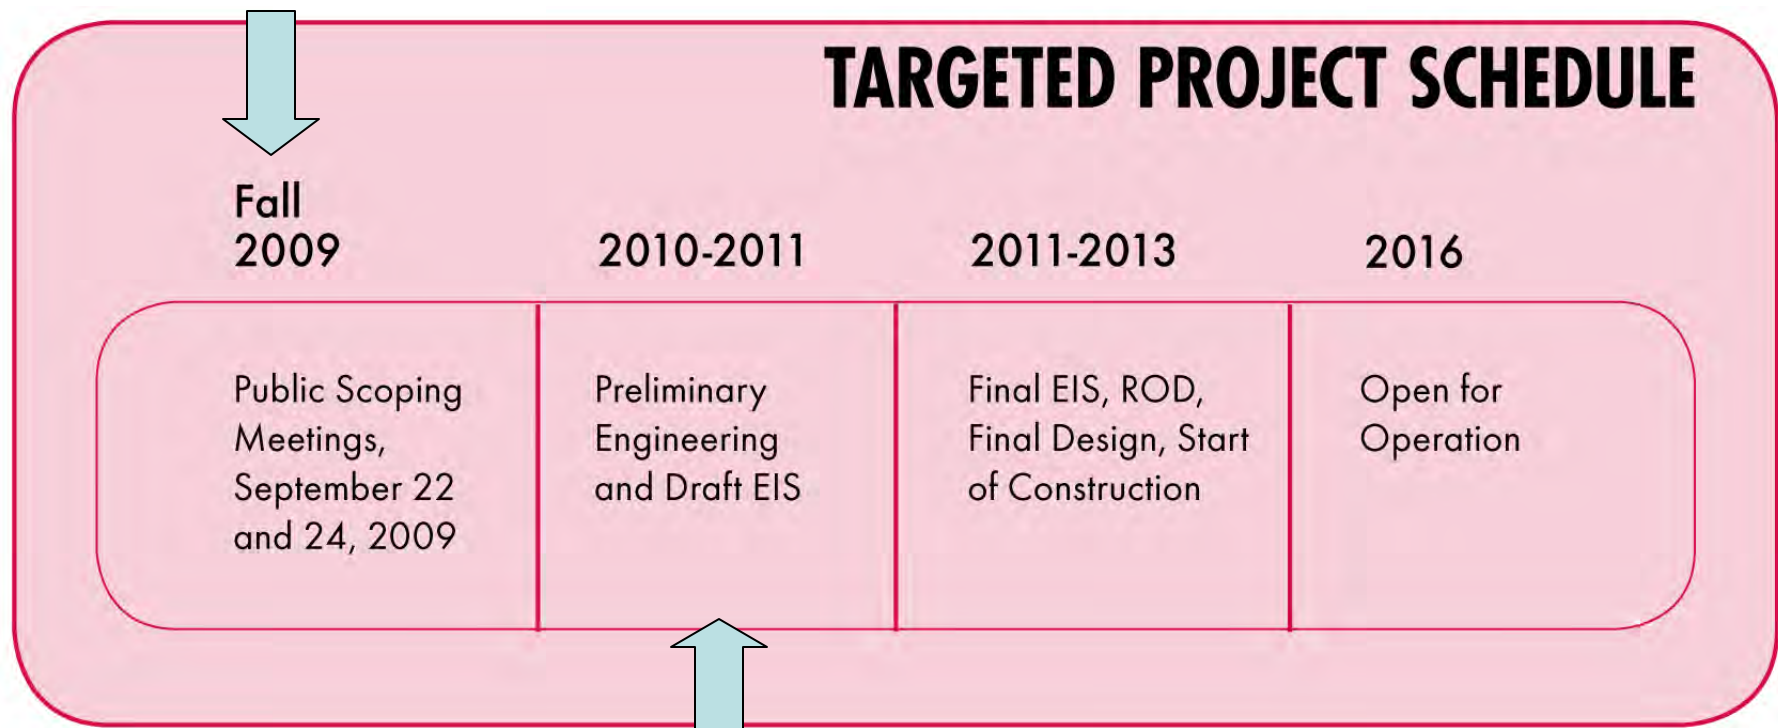 TARGETED PROJECT SCHEDULE
Fall
2009
2010-2011
2011-2013
2016
Public Scoping
Meetings,
September 22
and 24, 2009
Preliminary
Engineering
and Draft EIS
Final EIS, ROD,
Final Design, Start
of Construction
Open for
Operation